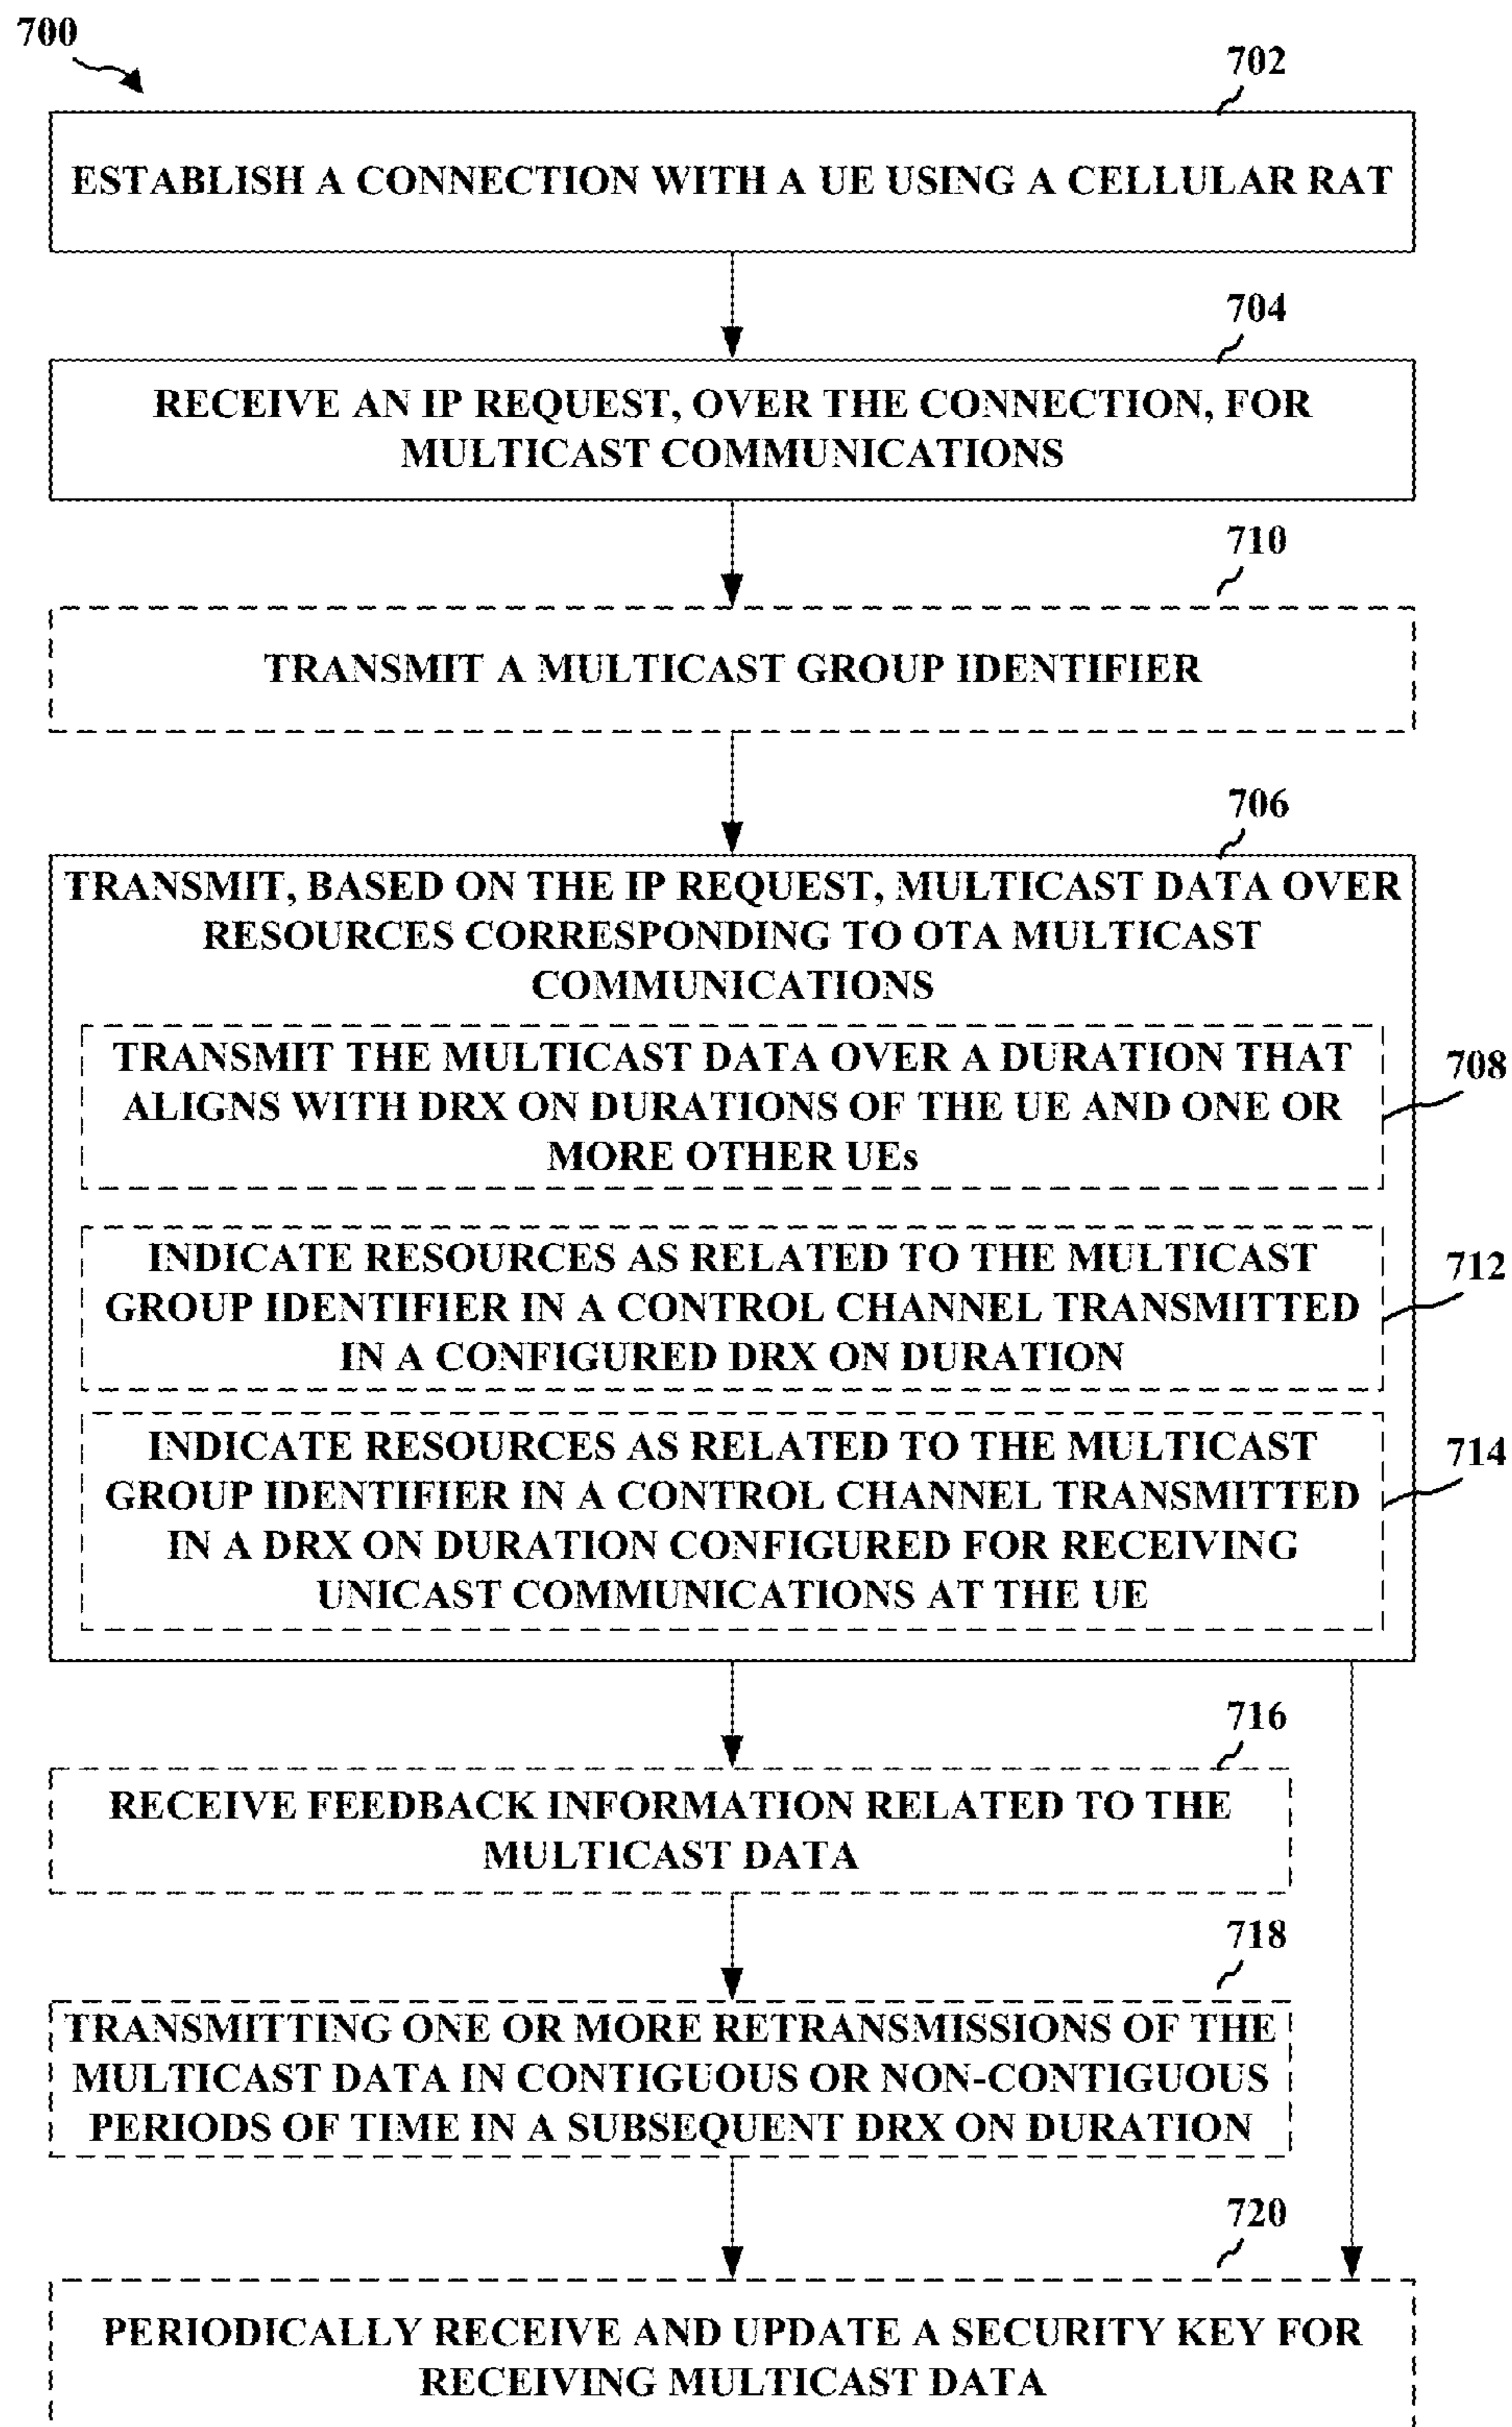 700
702
ESTABLISH A CONNECTION WITH A UE USING A CELLULAR RAT
704
RECEIVE AN IP REQUEST, OVER THE CONNECTION, FOR
MULTICAST COMMUNICATIONS
710
TRANSMIT A MULTICAST GROUP IDENTIFIER
706
TRANSMIT, BASED ON THE IP REQUEST, MULTICAST DATA OVER
RESOURCES CORRESPONDING TO OTA MULTICAST
COMMUNICATIONS
TRANSMIT THE MULTICAST DATA OVER A DURATION THAT
ALIGNS WITH DRX ON DURATIONS OF THE UE AND ONE OR
MORE OTHER UEs
708
INDICATE RESOURCES AS RELATED TO THE MULTICAST
GROUP IDENTIFIER IN A CONTROL CHANNEL TRANSMITTED
IN A CONFIGURED DRX ON DURATION
712
INDICATE RESOURCES AS RELATED TO THE MULTICAST
GROUP IDENTIFIER IN A CONTROL CHANNEL TRANSMITTED
IN A DRX ON DURATION CONFIGURED FOR RECEIVING
UNICAST COMMUNICATIONS AT THE UE
714
716
RECEIVE FEEDBACK INFORMATION RELATED TO THE
MULTICAST DATA
718
TRANSMITTING ONE OR MORE RETRANSMISSIONS OF THE
MULTICAST DATA IN CONTIGUOUS OR NON-CONTIGUOUS
PERIODS OF TIME IN A SUBSEQUENT DRX ON DURATION
720
PERIODICALLY RECEIVE AND UPDATE A SECURITY KEY FOR
RECEIVING MULTICAST DATA